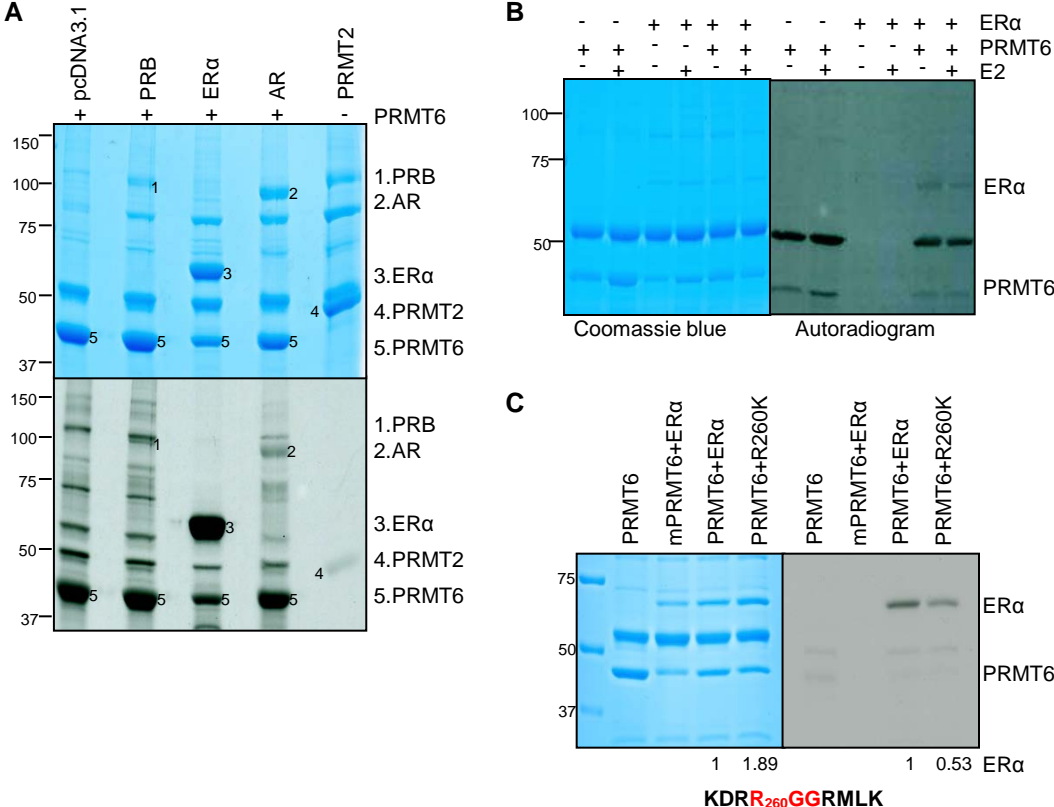 A
pcDNA3.1
PRB
ERα
AR
PRMT2
+ + + + - PRMT6
150
100
75
50
37
1
2
3
4
5 5 5 5
1.PRB
2.AR
3.ERα
4.PRMT2
5.PRMT6
150
100
75
50
37
1
2
3
4
5 5 5 5
1.PRB
2.AR
3.ERα
4.PRMT2
5.PRMT6
B
- - + + + + - - + + + + ERα
+ + - - + + + + - - + + PRMT6
- + - + - + - + - + - + E2
100
75
50
ERα
PRMT6
Coomassie blue
Autoradiogram
C
PRMT6
mPRMT6+ERα
PRMT6+ERα
PRMT6+R260K
PRMT6
mPRMT6+ERα
PRMT6+ERα
PRMT6+R260K
75
50
37
ERα
PRMT6
1 1.89 1 0.53 ERα
KDRR₂₆₀GGRMLK